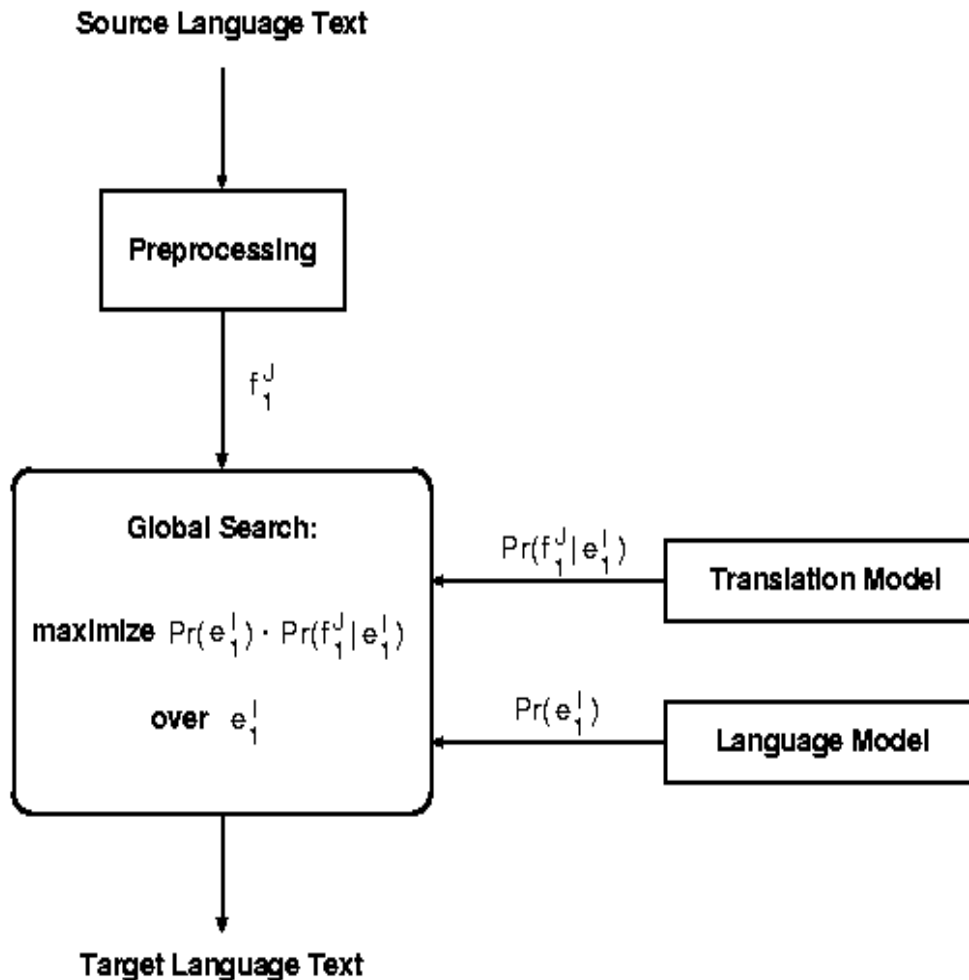 Source Language Text
Preprocessing
f₁ᴶ
Global Search:
maximize Pr(e₁ᴵ) · Pr(f₁ᴶ|e₁ᴵ)
over e₁ᴵ
Pr(f₁ᴶ|e₁ᴵ)
Translation Model
Pr(e₁ᴵ)
Language Model
Target Language Text